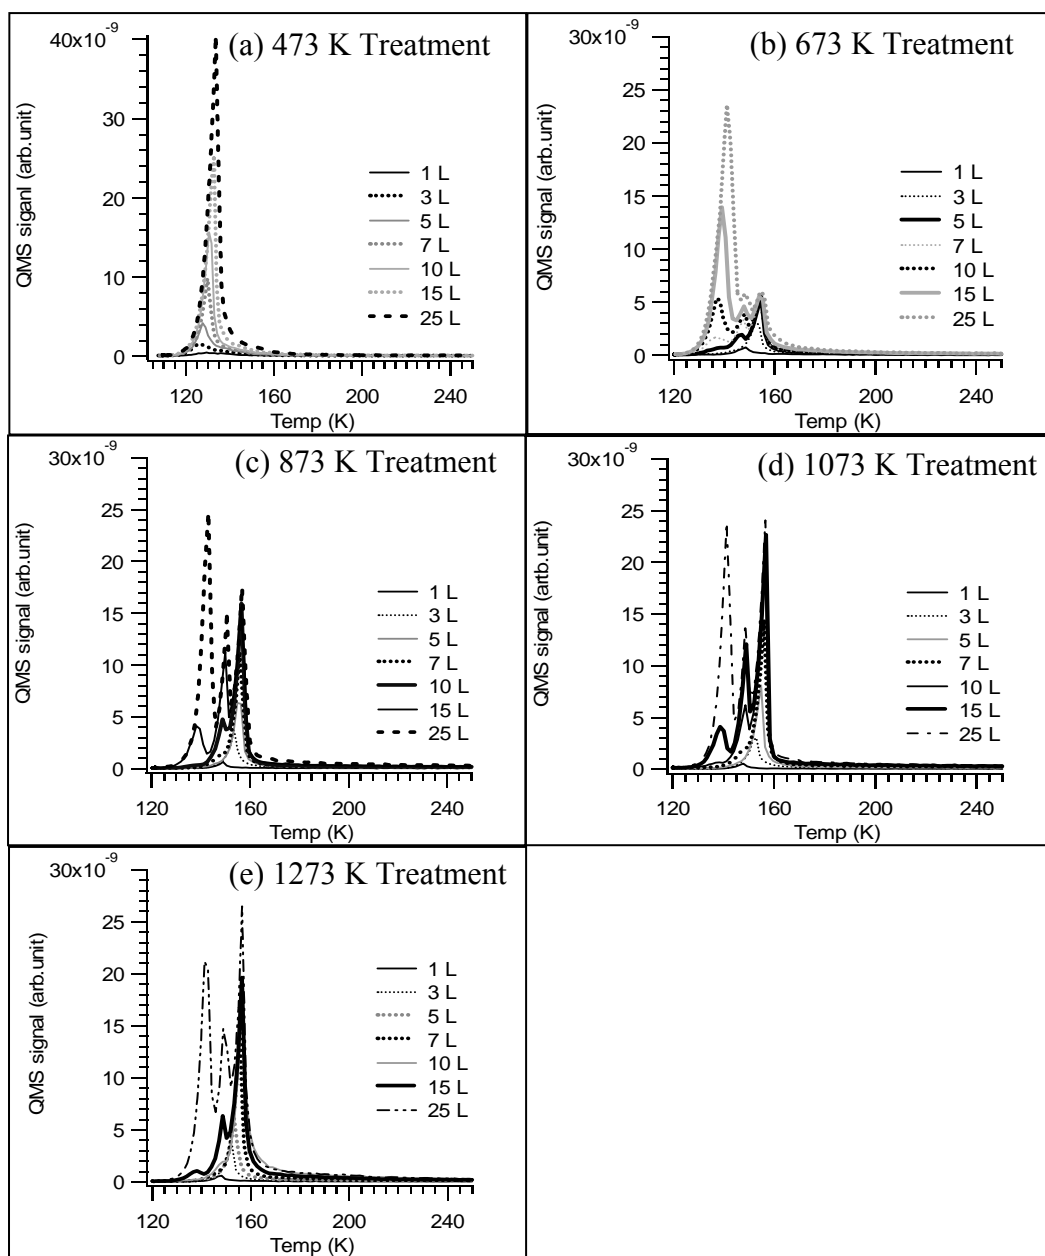 (a) 473 K Treatment
40x10⁻⁹
30
20
10
0
QMS siganl (arb.unit)
1 L
3 L
5 L
7 L
10 L
15 L
25 L
120
160
200
240
Temp (K)
(b) 673 K Treatment
30x10⁻⁹
25
20
15
10
5
0
QMS signal (arb.unit)
1 L
3 L
5 L
7 L
10 L
15 L
25 L
120
160
200
240
Temp (K)
(c) 873 K Treatment
30x10⁻⁹
25
20
15
10
5
0
QMS signal (arb.unit)
1 L
3 L
5 L
7 L
10 L
15 L
25 L
120
160
200
240
Temp (K)
(d) 1073 K Treatment
30x10⁻⁹
25
20
15
10
5
0
QMS signal (artb.unit)
1 L
3 L
5 L
7 L
10 L
15 L
25 L
120
160
200
240
Temp (K)
(e) 1273 K Treatment
30x10⁻⁹
25
20
15
10
5
0
QMS signal (arb.unit)
1 L
3 L
5 L
7 L
10 L
15 L
25 L
120
160
200
240
Temp (K)